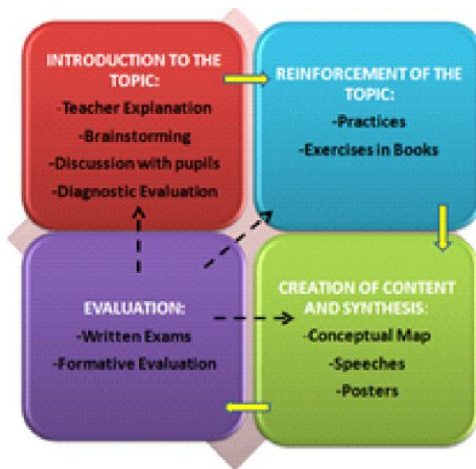 INTRODUCTION TO THE
TOPIC:
-Teacher Explanation
-Brainstorming
-Discussion with pupils
-Diagnostic Evaluation
REINFORCEMENT OF THE
TOPIC:
-Practices
-Exercises in Books
EVALUATION:
-Written Exams
-Formative Evaluation
CREATION OF CONTENT
AND SYNTHESIS:
-Conceptual Map
-Speeches
-Posters